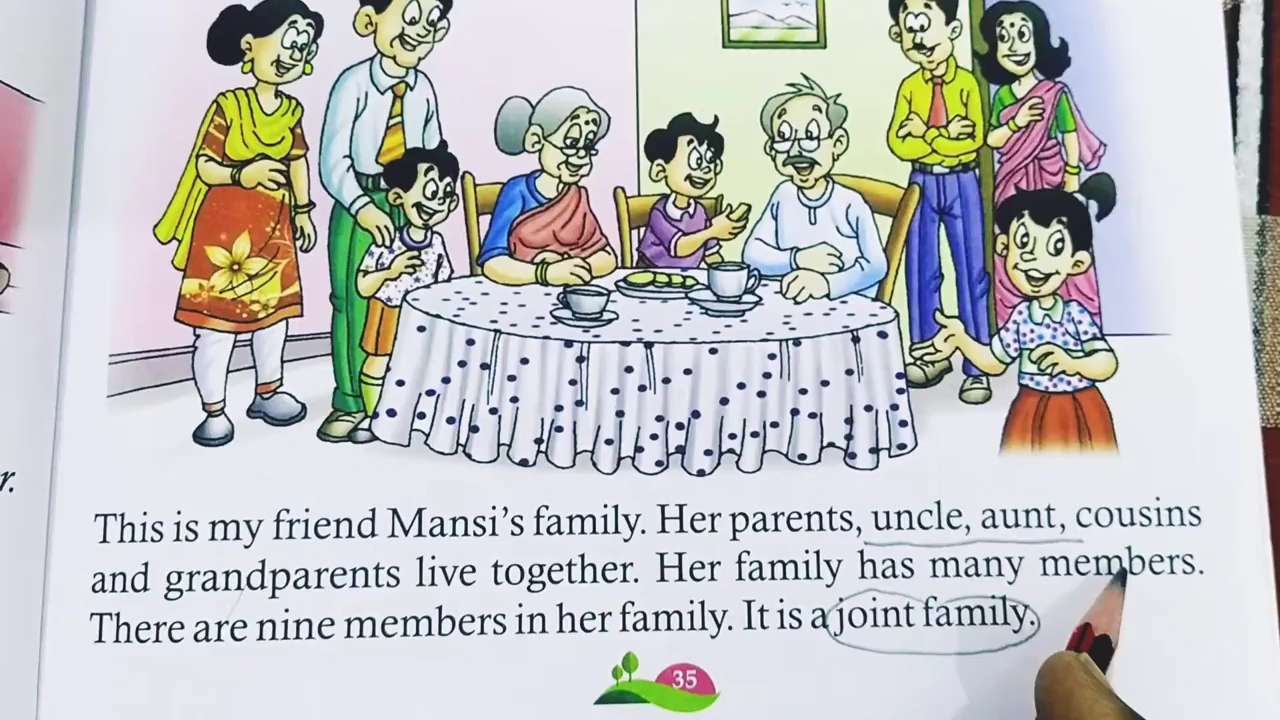 r.
This is my friend Mansi's family. Her parents, uncle, aunt, cousins
and grandparents live together. Her family has many members.
There are nine members in her family. It is a joint family.
35